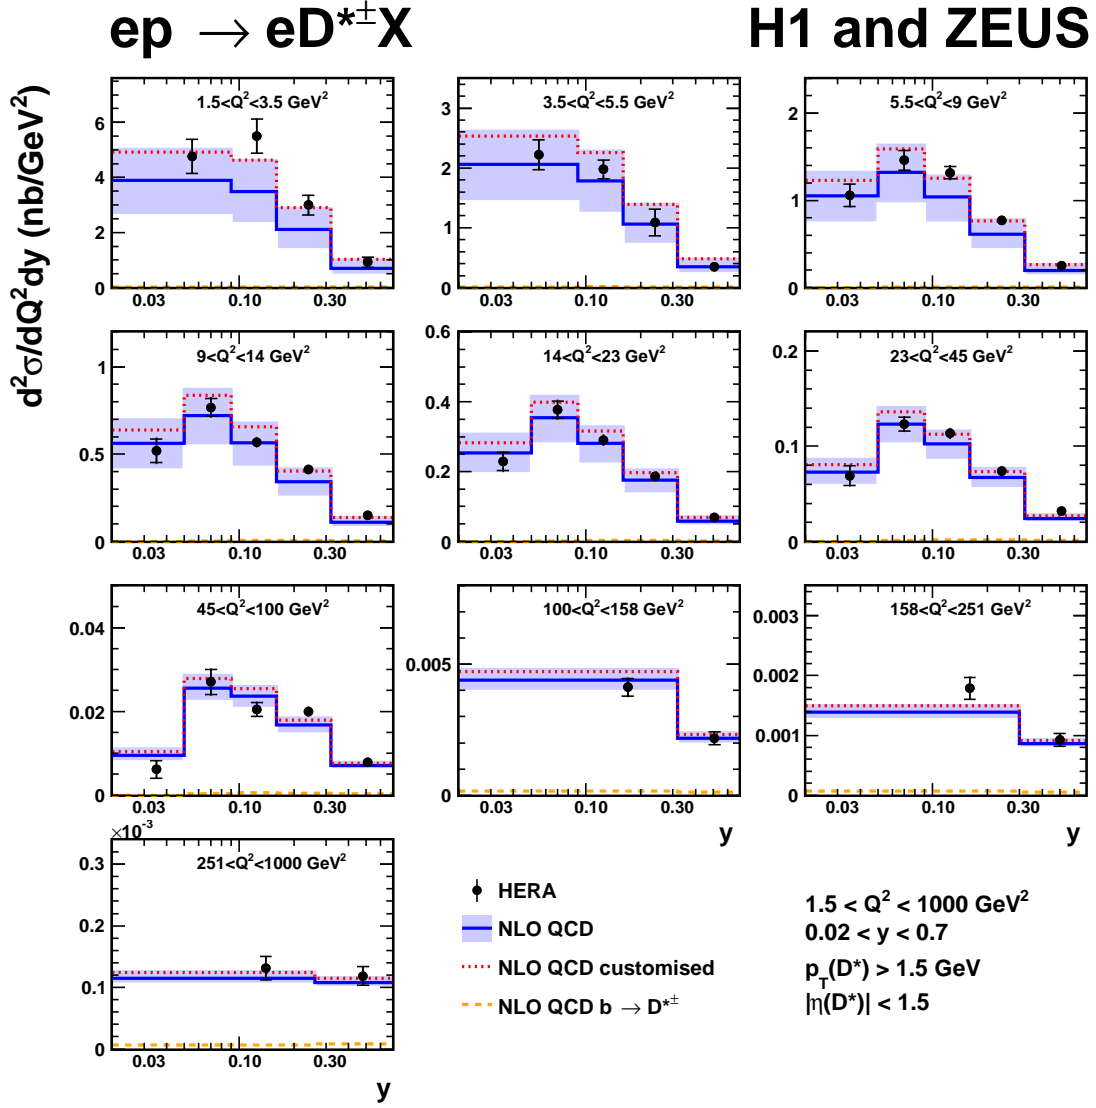 ep → eD*±X
H1 and ZEUS
d²σ/dQ²dy (nb/GeV²)
1.5<Q²<3.5 GeV²
6
4
2
0
0.03 0.10 0.30
3.5<Q²<5.5 GeV²
3
2
1
0
0.03 0.10 0.30
5.5<Q²<9 GeV²
2
1
0
0.03 0.10 0.30
9<Q²<14 GeV²
1
0.5
0
0.03 0.10 0.30
14<Q²<23 GeV²
0.6
0.4
0.2
0
0.03 0.10 0.30
23<Q²<45 GeV²
0.2
0.1
0
0.03 0.10 0.30
45<Q²<100 GeV²
0.04
0.02
0
0.03 0.10 0.30
100<Q²<158 GeV²
0.005
0
0.03 0.10 0.30
y
158<Q²<251 GeV²
0.003
0.002
0.001
0
0.03 0.10 0.30
y
×10⁻³
251<Q²<1000 GeV²
0.3
0.2
0.1
0
0.03 0.10 0.30
y
HERA
NLO QCD
NLO QCD customised
NLO QCD b → D*±
1.5 < Q² < 1000 GeV²
0.02 < y < 0.7
p_T(D*) > 1.5 GeV
|η(D*)| < 1.5